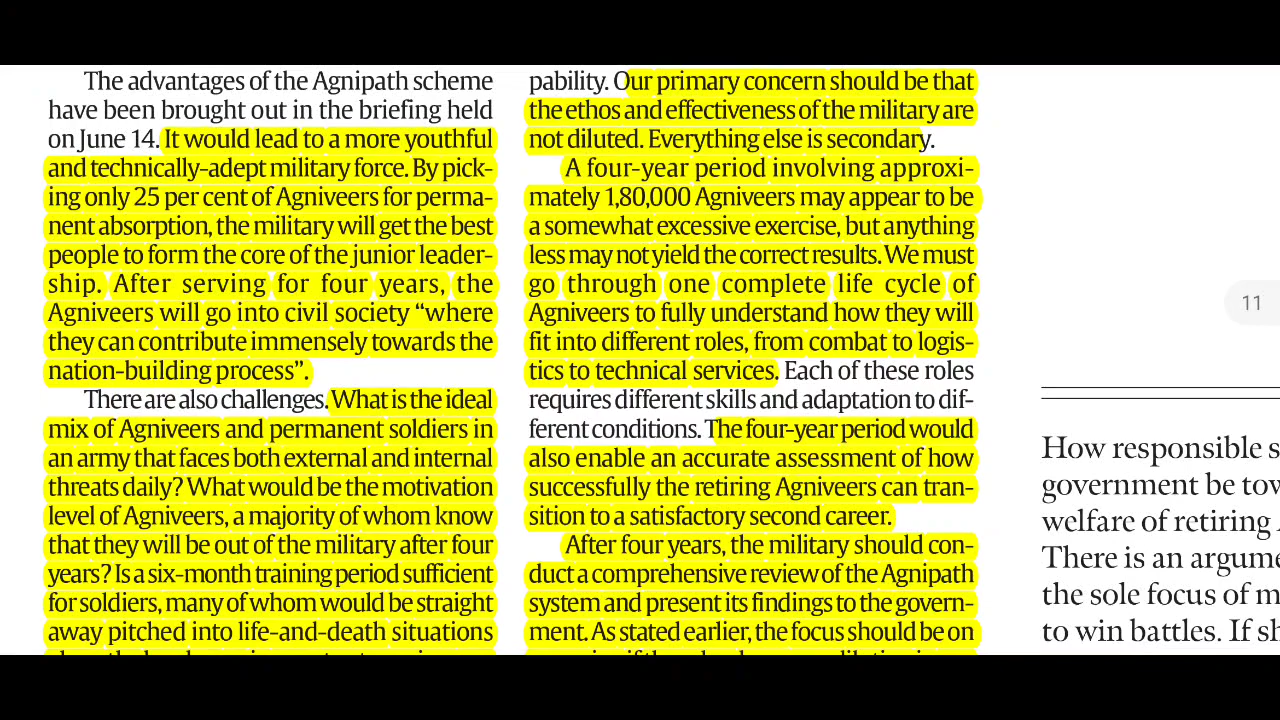 The advantages of the Agnipath scheme
have been brought out in the briefing held
on June 14. It would lead to a more youthful
and technically-adept military force. By pick-
ing only 25 per cent of Agniveers for perma-
nent absorption, the military will get the best
people to form the core of the junior leader-
ship. After serving for four years, the
Agniveers will go into civil society “where
they can contribute immensely towards the
nation-building process”.
There are also challenges. What is the ideal
mix of Agniveers and permanent soldiers in
an army that faces both external and internal
threats daily? What would be the motivation
level of Agniveers, a majority of whom know
that they will be out of the military after four
years? Is a six-month training period sufficient
for soldiers, many of whom would be straight
away pitched into life-and-death situations
pability. Our primary concern should be that
the ethos and effectiveness of the military are
not diluted. Everything else is secondary.
A four-year period involving approxi-
mately 1,80,000 Agniveers may appear to be
a somewhat excessive exercise, but anything
less may not yield the correct results. We must
go through one complete life cycle of
Agniveers to fully understand how they will
fit into different roles, from combat to logis-
tics to technical services. Each of these roles
requires different skills and adaptation to dif-
ferent conditions. The four-year period would
also enable an accurate assessment of how
successfully the retiring Agniveers can tran-
sition to a satisfactory second career.
After four years, the military should con-
duct a comprehensive review of the Agnipath
system and present its findings to the govern-
ment. As stated earlier, the focus should be on
11
How responsible s
government be tow
welfare of retiring
There is an argume
the sole focus of m
to win battles. If sh